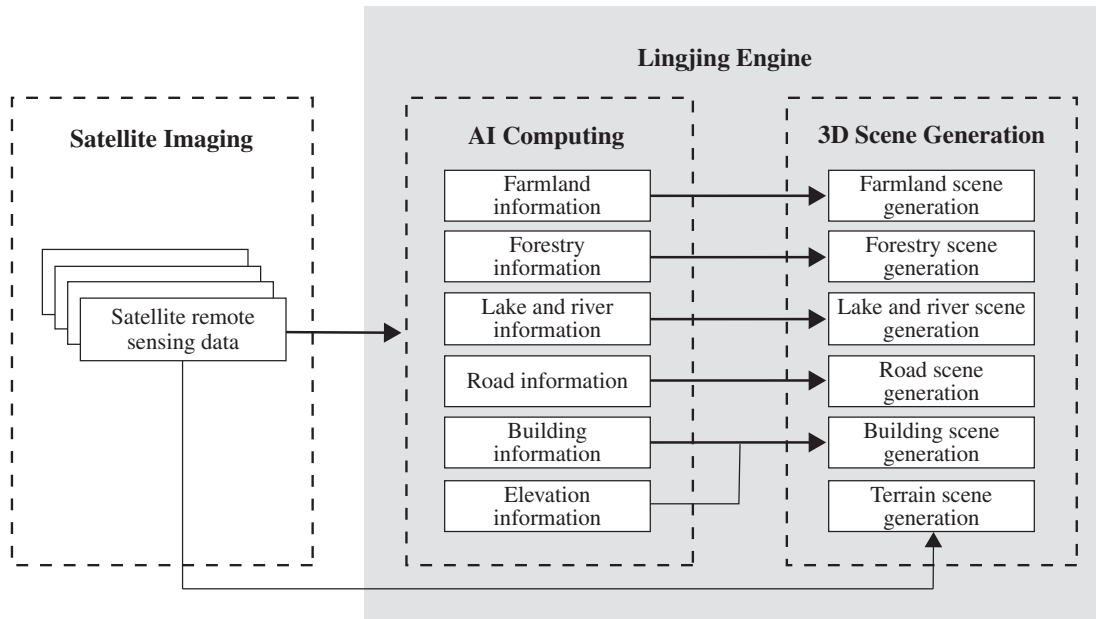 Lingjing Engine
Satellite Imaging
Satellite remote
sensing data
AI Computing
Farmland
information
Forestry
information
Lake and river
information
Road information
Building
information
Elevation
information
3D Scene Generation
Farmland scene
generation
Forestry scene
generation
Lake and river scene
generation
Road scene
generation
Building scene
generation
Terrain scene
generation